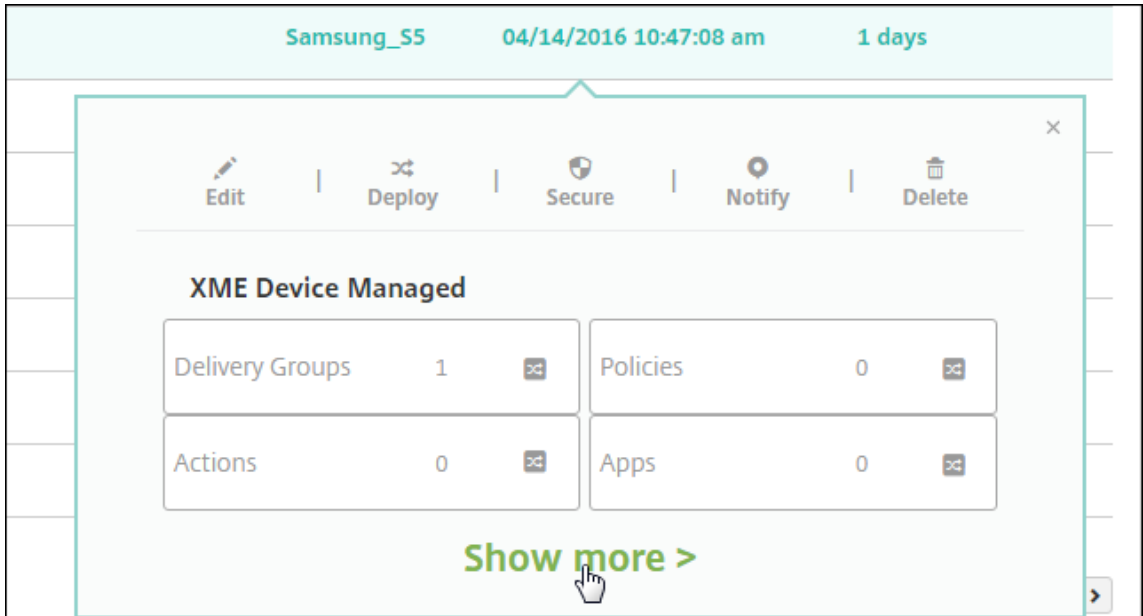 Samsung_S5 04/14/2016 10:47:08 am 1 days
×
Edit | Deploy | Secure | Notify | Delete
XME Device Managed
Delivery Groups 1 Policies 0
Actions 0 Apps 0
Show more >
>